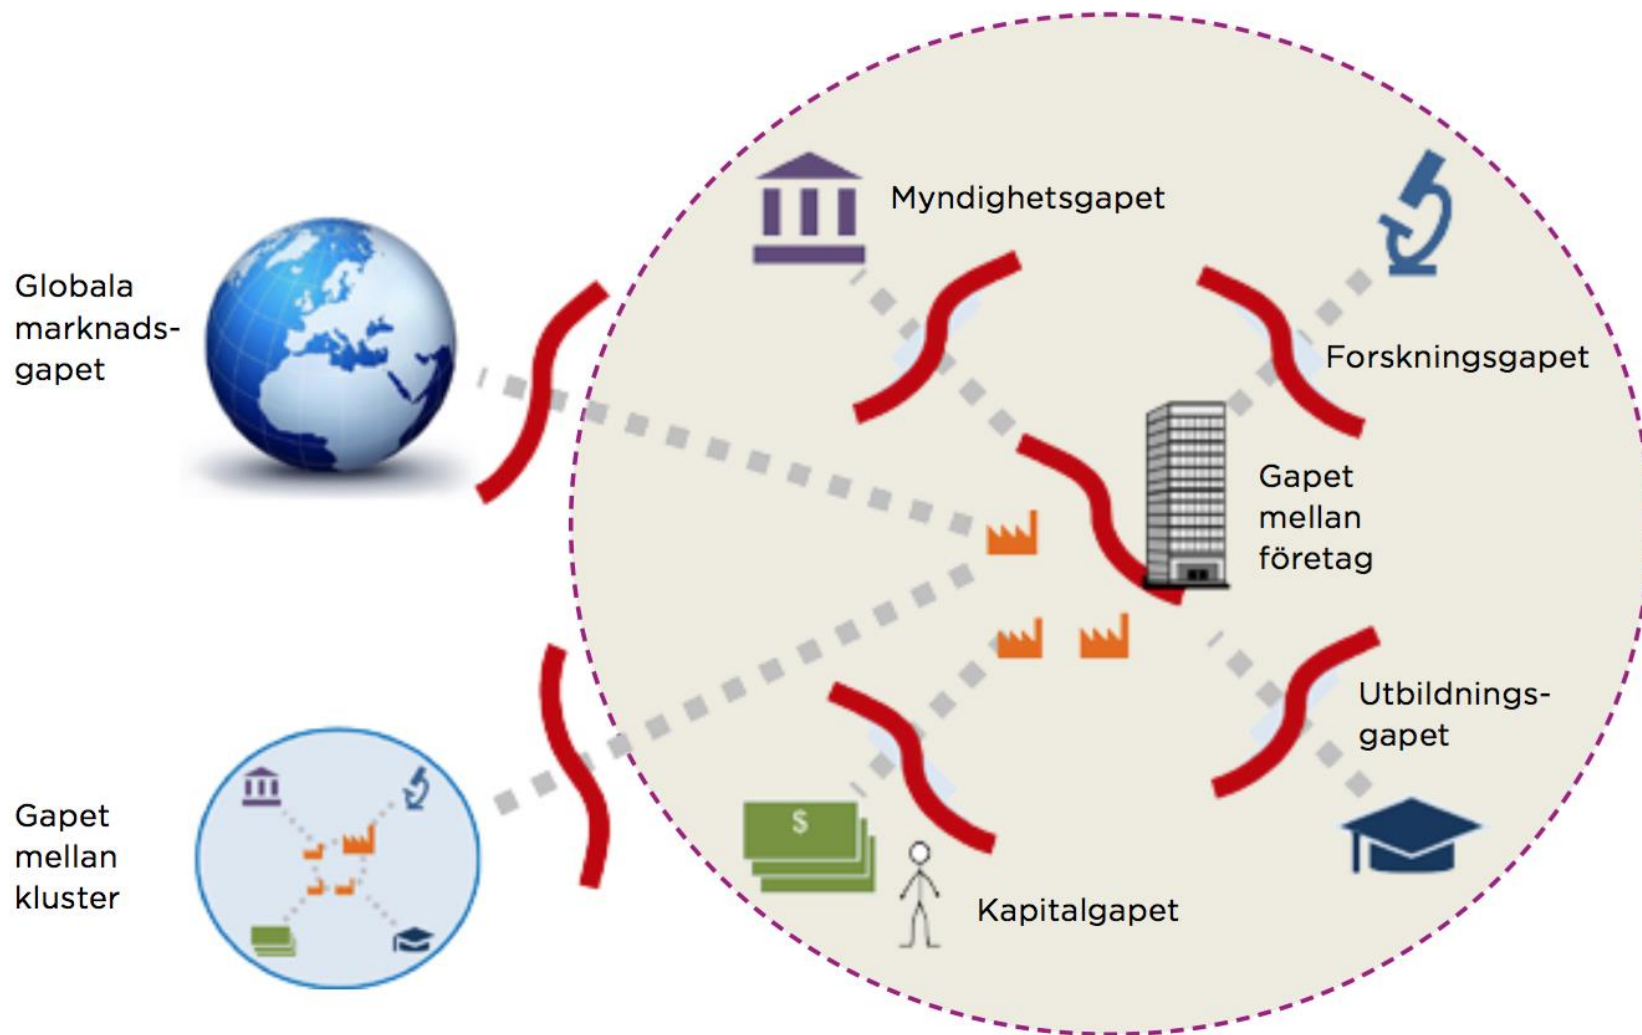 Myndighetsgapet
Globala
marknads-
gapet
Forskningsgapet
Gapet
mellan
företag
Utbildnings-
gapet
$
Gapet
mellan
kluster
Kapitalgapet